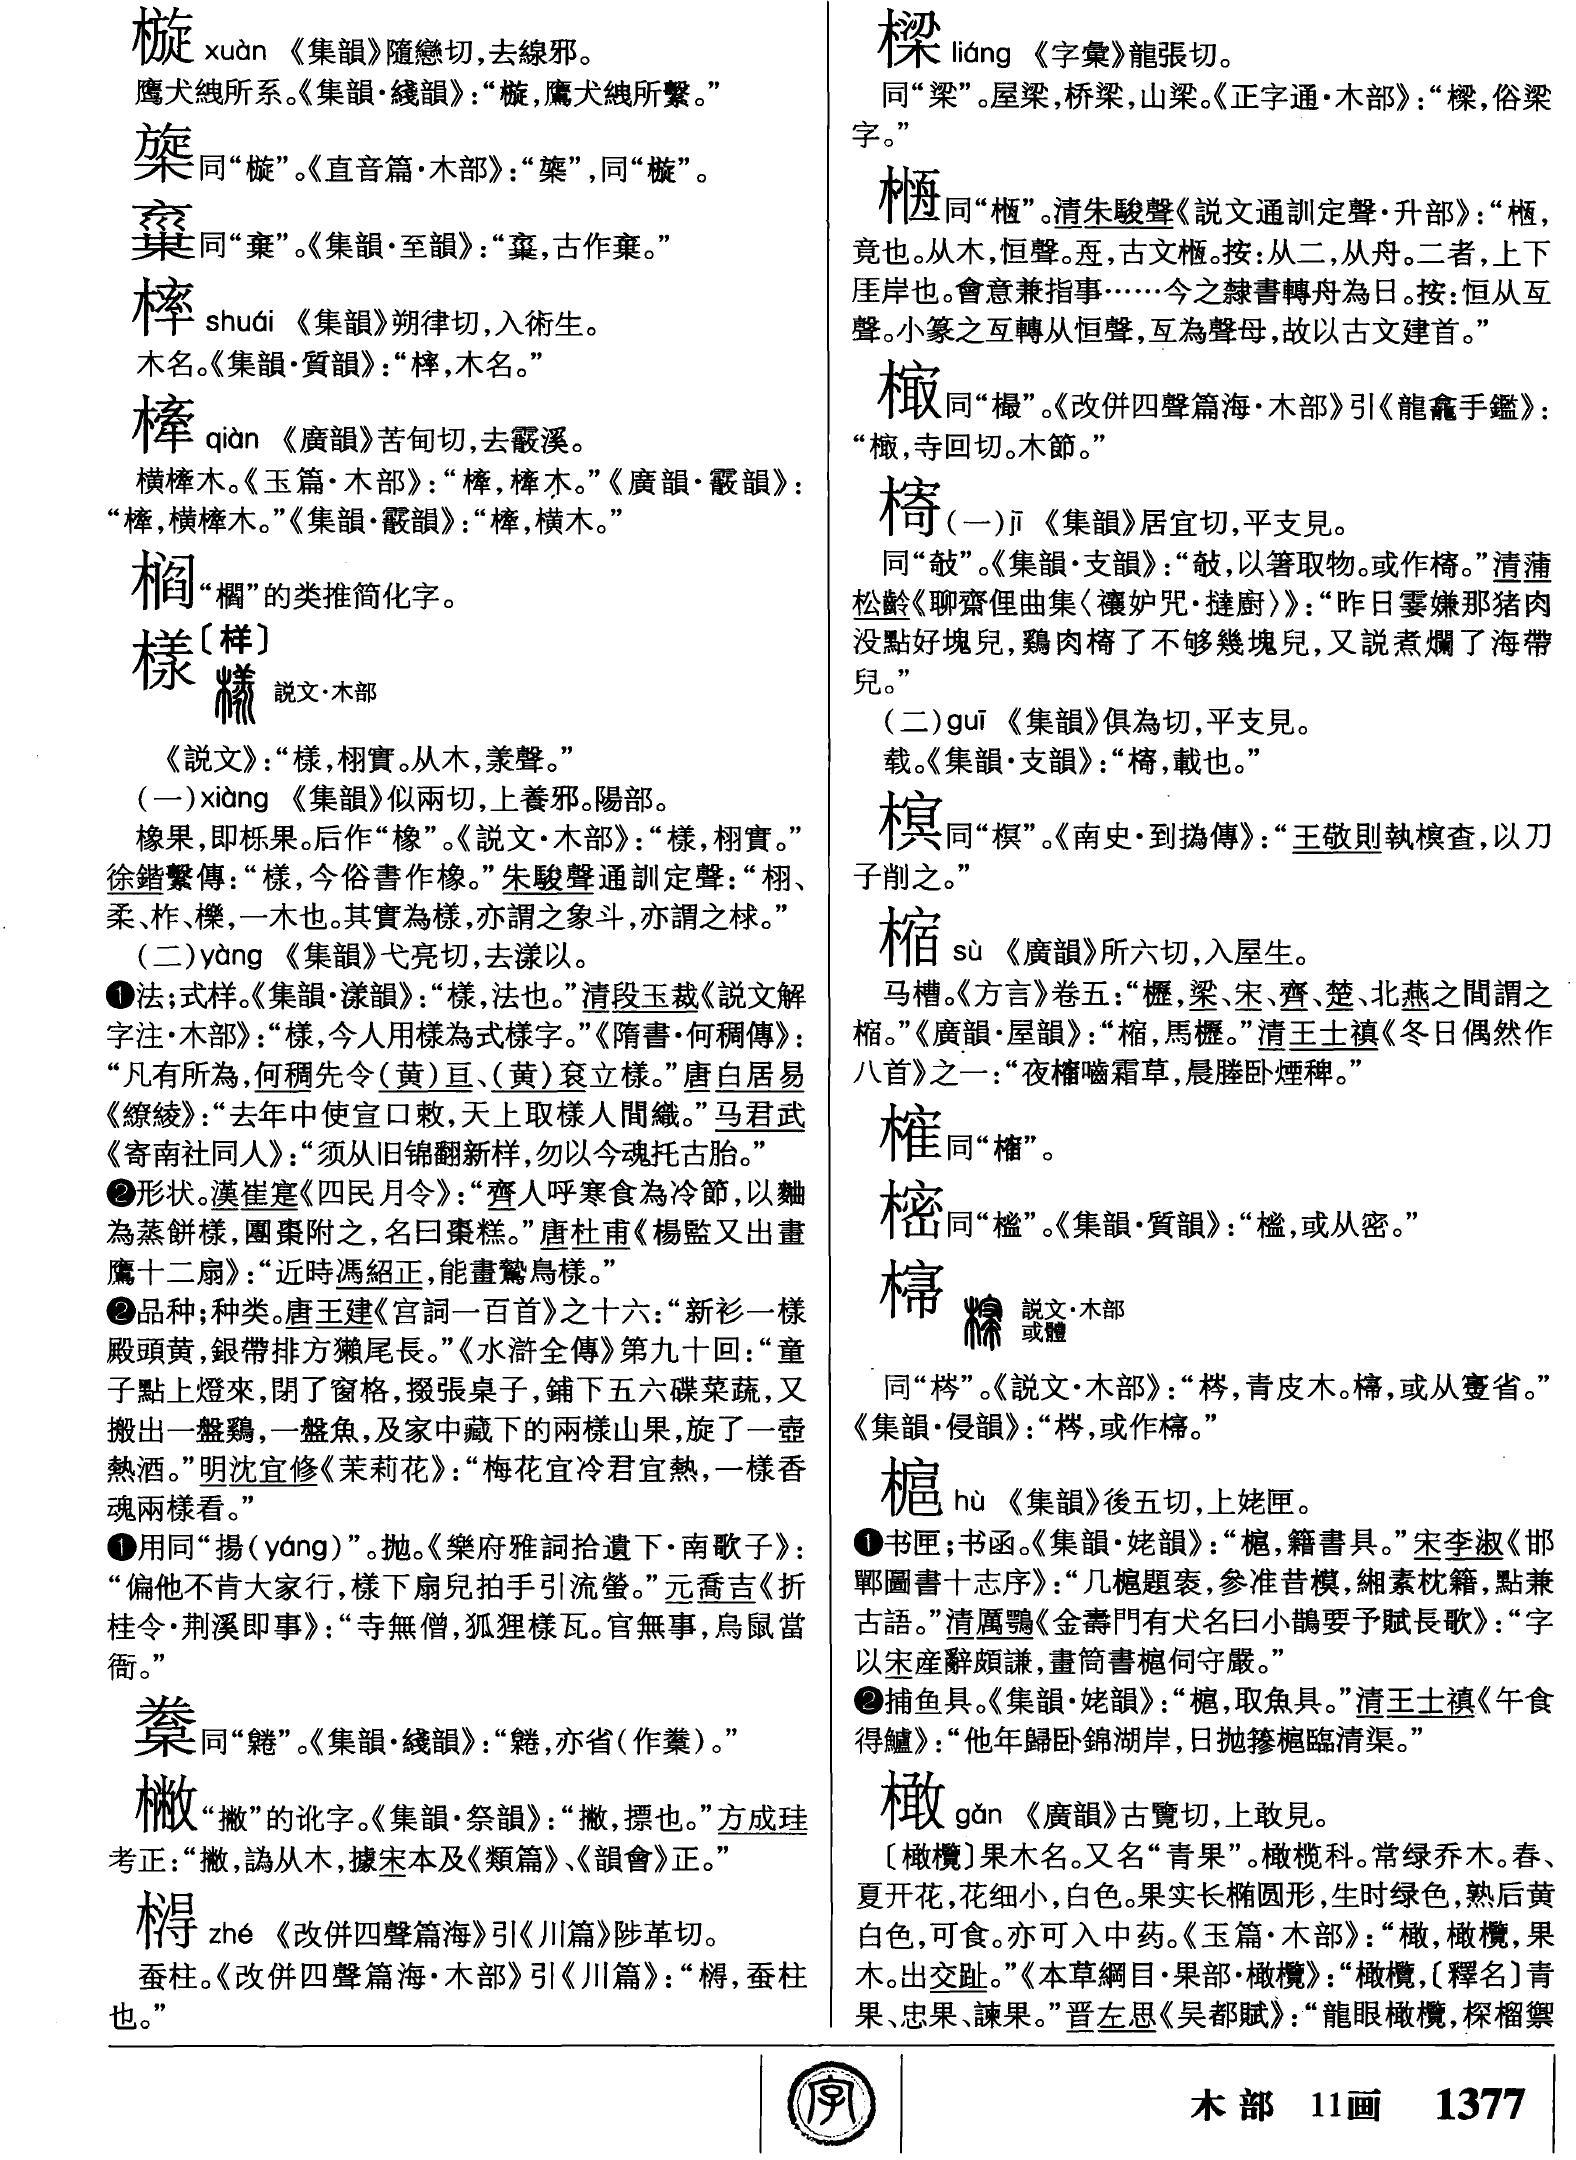 㯀 xuàn 《集韻》隨戀切,去線邪。
鹰犬絏所系。《集韻·綫韻》:“㯀,鷹犬絏所繫。”
同“㯀”。《直音篇·木部》:同“㯀”。
同“棄”。《集韻·至韻》:古作棄。”
shuái 《集韻》朔律切,入術生。
木名。《集韻·質韻》:木名。”
qiàn 《廣韻》苦甸切,去霰溪。
横㯠木。《玉篇·木部》:“㯠,㯠木。”《廣韻·霰韻》:
“㯠,横㯠木。”《集韻·霰韻》:“㯠,横木。”
“櫩”的类推简化字。
樣〔样〕
説文·木部
《説文》:“樣,栩實。从木,羕聲。”
(一)xiàng 《集韻》似兩切,上養邪。陽部。
橡果,即栎果。后作“橡”。《説文·木部》:“樣,栩實。”
徐鍇繫傳:“樣,今俗書作橡。”朱駿聲通訓定聲:“栩、
柔、柞、櫟,一木也。其實為樣,亦謂之象斗,亦謂之梂。”
(二)yàng 《集韻》弋亮切,去漾以。
❶法;式样。《集韻·漾韻》:“樣,法也。”清段玉裁《説文解
字注·木部》:“樣,今人用樣為式樣字。”《隋書·何稠傳》:
“凡有所為,何稠先令(黄)亘、(黄)衮立樣。”唐白居易
《繚綾》:“去年中使宣口敕,天上取樣人間織。”马君武
《寄南社同人》:“须从旧锦翻新样,勿以今魂托古胎。”
❷形状。漢崔寔《四民月令》:“齊人呼寒食為冷節,以麯
為蒸餅樣,團棗附之,名曰棗糕。”唐杜甫《楊監又出畫
鷹十二扇》:“近時馮紹正,能畫鷙鳥樣。”
❷品种;种类。唐王建《宫詞一百首》之十六:“新衫一樣
殿頭黄,銀帶排方獺尾長。”《水滸全傳》第九十回:“童
子點上燈來,閉了窗格,掇張桌子,鋪下五六碟菜蔬,又
搬出一盤鷄,一盤魚,及家中藏下的兩樣山果,旋了一壺
熱酒。”明沈宜修《茉莉花》:“梅花宜冷君宜熱,一樣香
魂兩樣看。”
❶用同“揚(yáng)”。抛。《樂府雅詞拾遺下·南歌子》:
“偏他不肯大家行,樣下扇兒拍手引流螢。”元喬吉《折
桂令·荆溪即事》:“寺無僧,狐狸樣瓦。官無事,烏鼠當
衙。”
《集韻·綫韻》:亦省
“撇”的讹字。《集韻·祭韻》:“撇,摽也。”方成珪
考正:“撇,譌从木,據宋本及《類篇》、《韻會》正。”
zhé 《改併四聲篇海》引《川篇》陟革切。
蚕柱。《改併四聲篇海·木部》引《川篇》:蚕柱
也。”
樑 liáng 《字彙》龍張切。
同“梁”。屋梁,桥梁,山梁。《正字通·木部》:“樑,俗梁
字。”
同“㮓”。清朱駿聲《説文通訓定聲·升部》:“㮓,
竟也。从木,恒聲。古文㮓。按:从二,从舟。二者,上下
厓岸也。會意兼指事……今之隸書轉舟為日。按:恒从亙
聲。小篆之亙轉从恒聲,亙為聲母,故以古文建首。”
同“樶”。《改併四聲篇海·木部》引《龍龕手鑑》:
寺回切。木節。”
㯦(一)jī 《集韻》居宜切,平支見。
同“攲”。《集韻·支韻》:“攲,以箸取物。或作㯦。”清蒲
松齡《聊齋俚曲集〈禳妒咒·撻廚〉》:“昨日霎嫌那猪肉
没點好塊兒,鷄肉㯦了不够幾塊兒,又説煮爛了海帶
兒。”
(二)guī 《集韻》俱為切,平支見。
载。《集韻·支韻》:“㯦,載也。”
樼同“榠”。《南史·到撝傳》:“王敬則執榠查,以刀
子削之。”
樎 sù 《廣韻》所六切,入屋生。
马槽。《方言》卷五:“櫪,梁、宋、齊、楚、北燕之間謂之
樎。”《廣韻·屋韻》:“樎,馬櫪。”清王士禛《冬日偶然作
八首》之一:“夜樎嚙霜草,晨塍卧煙稗。”
榷同“榷”。
樒同“榓”。《集韻·質韻》:“榓,或从密。”
説文·木部
或體
同“梣”。《説文·木部》:“梣,青皮木。或从省。”
《集韻·侵韻》:“梣,或作
槴 hù 《集韻》後五切,上姥匣。
❶书匣;书函。《集韻·姥韻》:“槴,籍書具。”宋李淑《邯
鄲圖書十志序》:“几槴題袠,參准昔模,緗素枕籍,點兼
古語。”清厲鶚《金壽門有犬名曰小鵲要予賦長歌》:“字
以宋産辭頗謙,畫筒書槴伺守嚴。”
❷捕鱼具。《集韻·姥韻》:“槴,取魚具。”清王士禛《午食
得鱸》:“他年歸卧錦湖岸,日抛篸槴臨清渠。”
橄 gǎn 《廣韻》古覽切,上敢見。
〔橄欖〕果木名。又名“青果”。橄榄科。常绿乔木。春、
夏开花,花细小,白色。果实长椭圆形,生时绿色,熟后黄
白色,可食。亦可入中药。《玉篇·木部》:“橄,橄欖,果
木。出交趾。”《本草綱目·果部·橄欖》:“橄欖,〔釋名〕青
果、忠果、諫果。”晋左思《吴都賦》:“龍眼橄欖,棎榴禦
字
木部 11画 1377